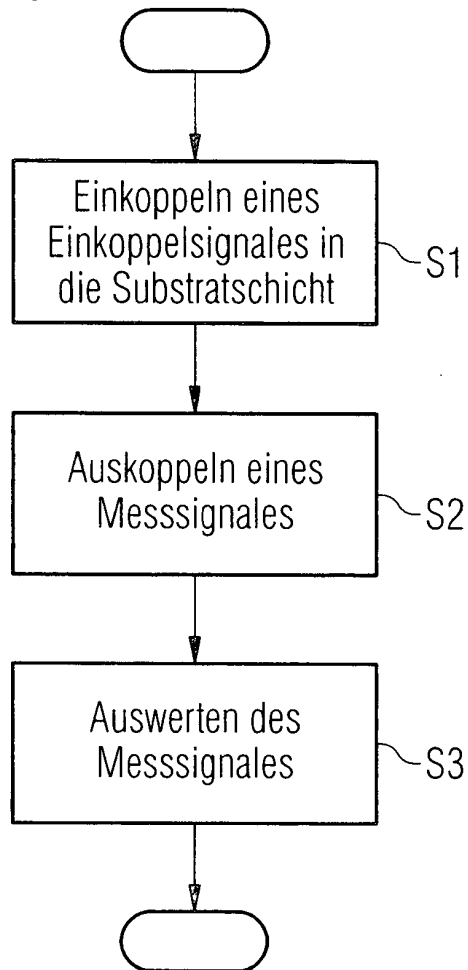 Einkoppeln eines
Einkoppelsignales in
die Substratschicht
S1
Auskoppeln eines
Messsignales
S2
Auswerten des
Messsignales
S3